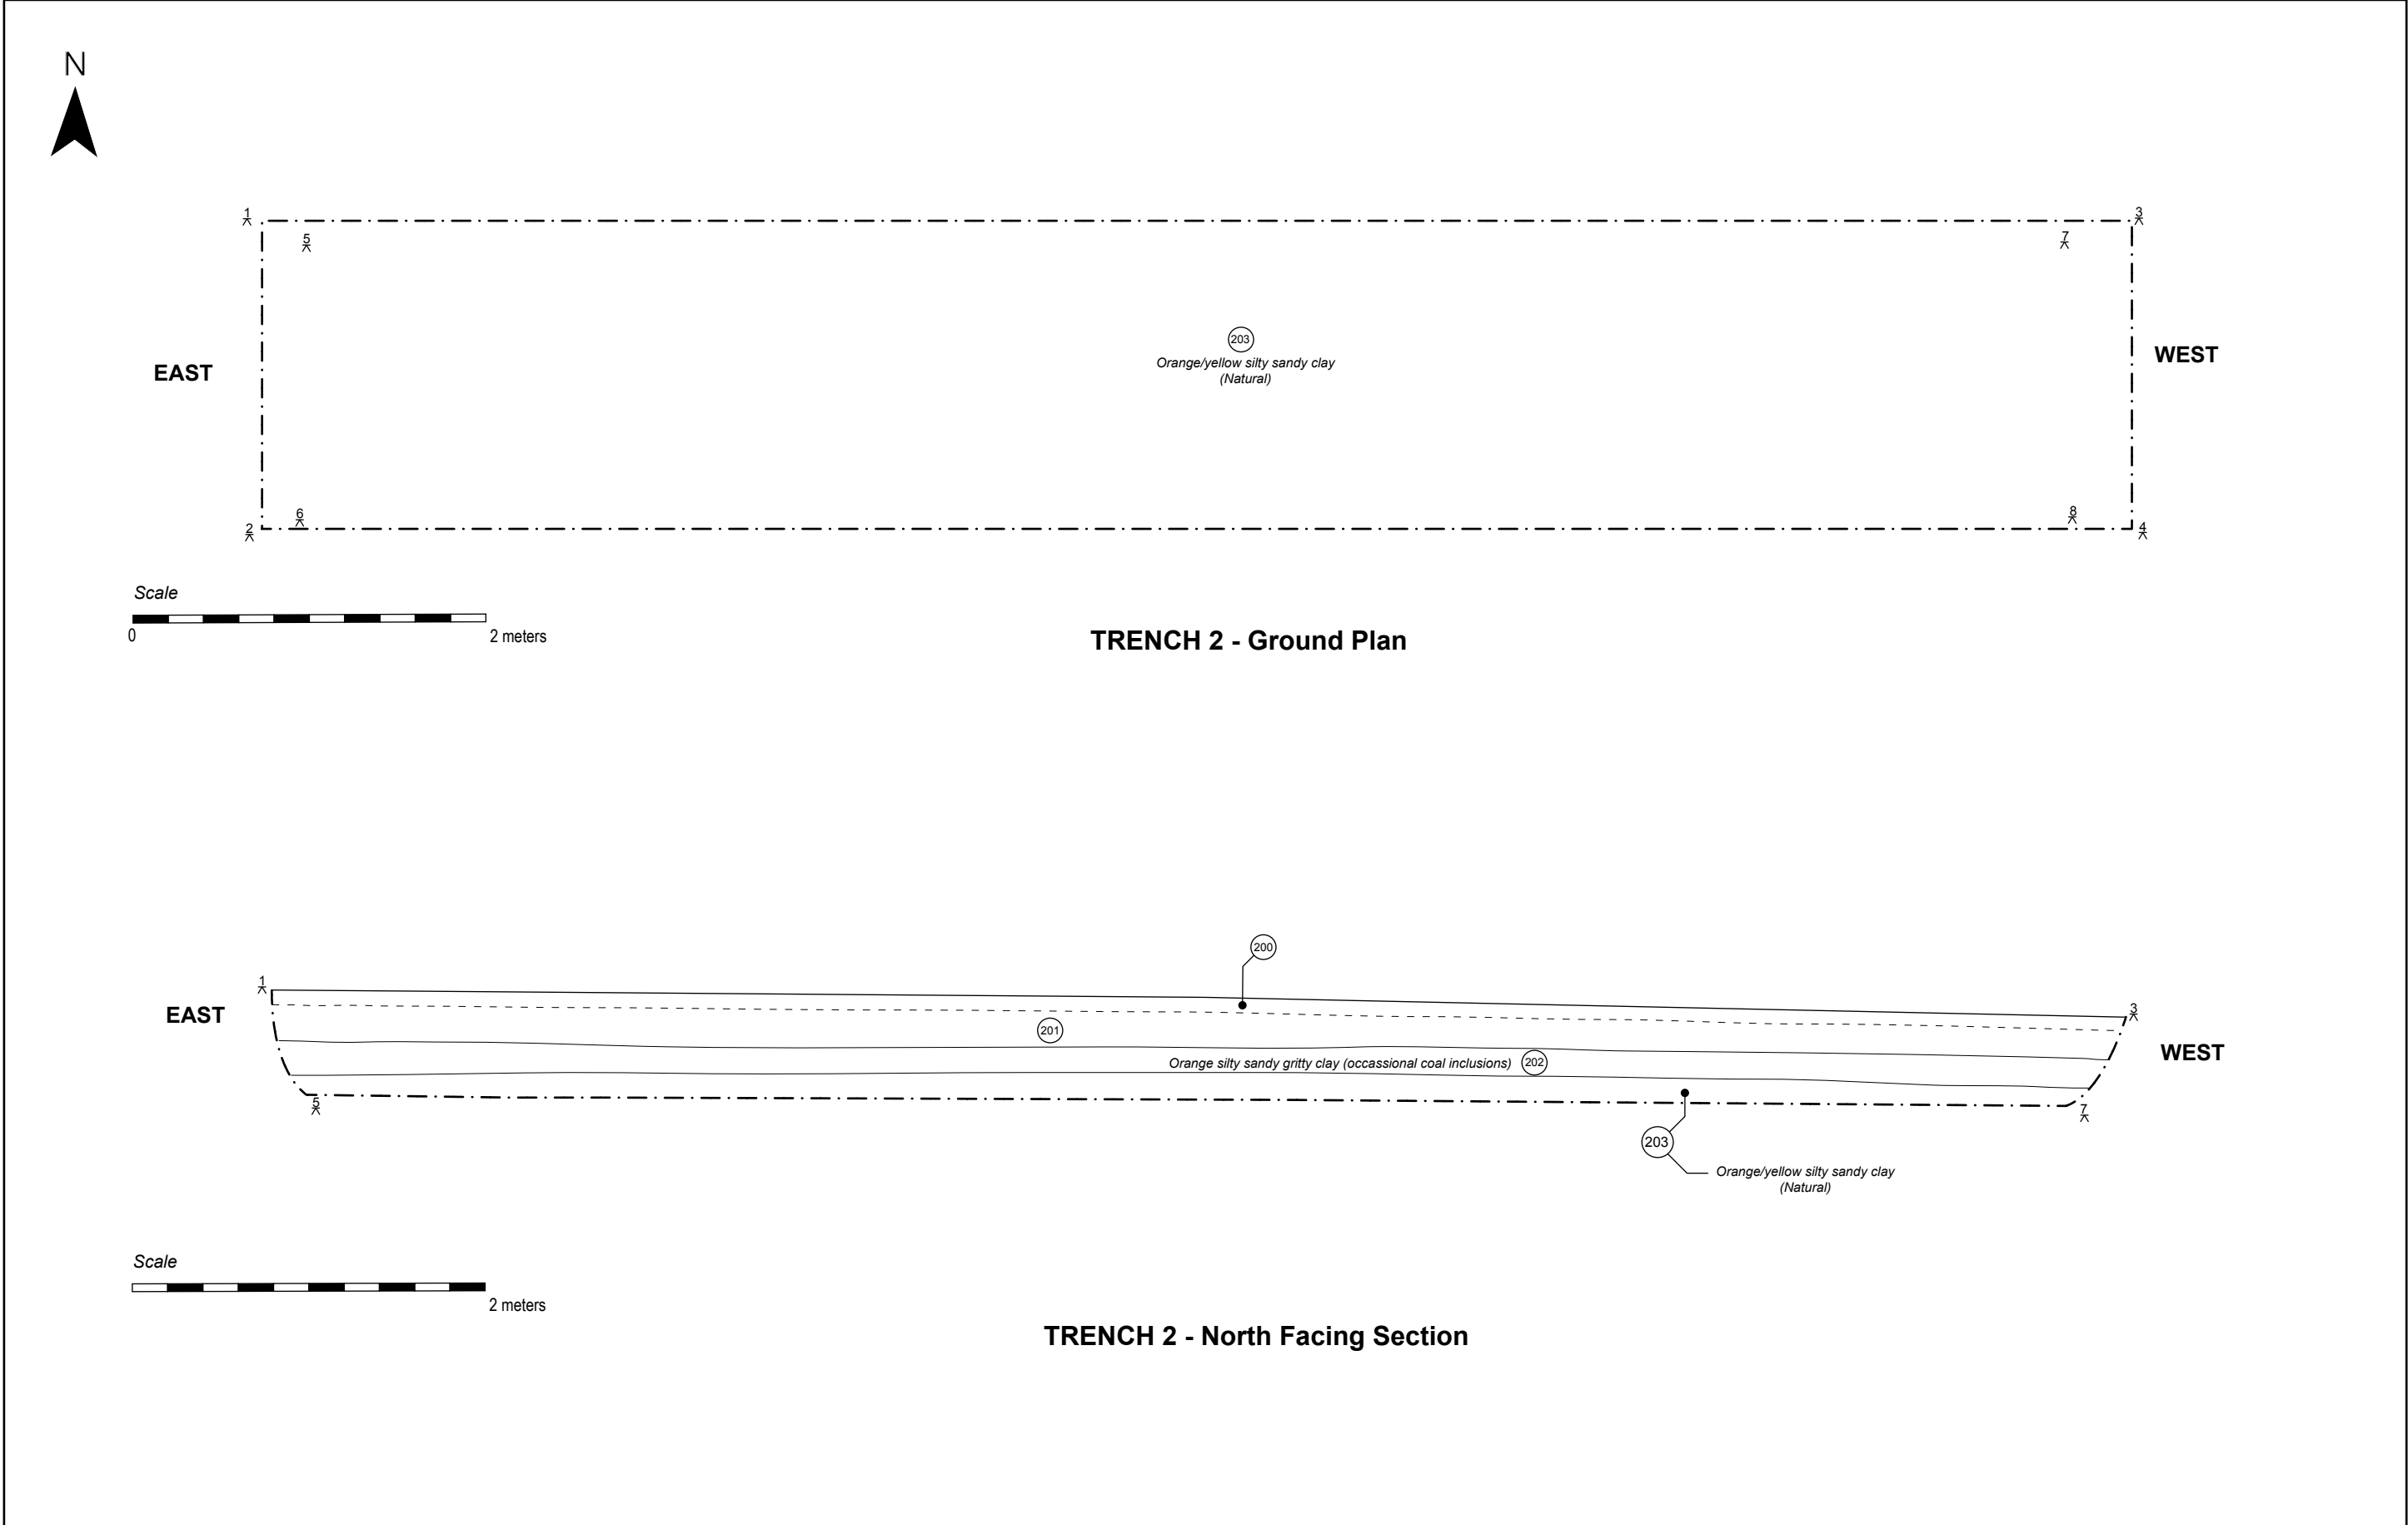 N
1
3
5
7
203
Orange/yellow silty sandy clay
(Natural)
EAST
WEST
6
8
2
4
Scale
0
2 meters
TRENCH 2 - Ground Plan
200
1
3
EAST
201
WEST
Orange silty sandy gritty clay (occassional coal inclusions) 202
5
7
203
Orange/yellow silty sandy clay
(Natural)
Scale
2 meters
TRENCH 2 - North Facing Section